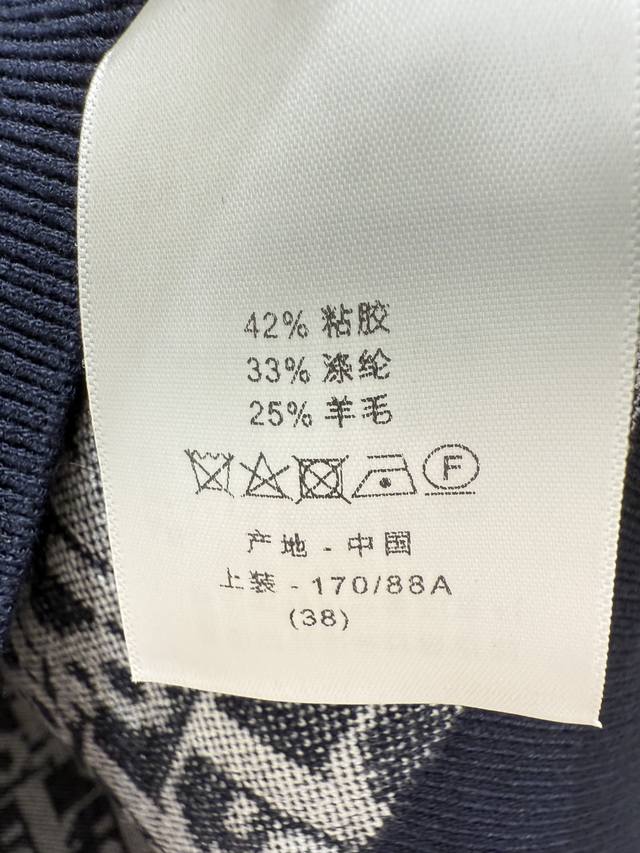 42% 粘胶
33% 涤纶
25% 羊毛
F
产地 - 中国
上装 - 170/88A
(38)